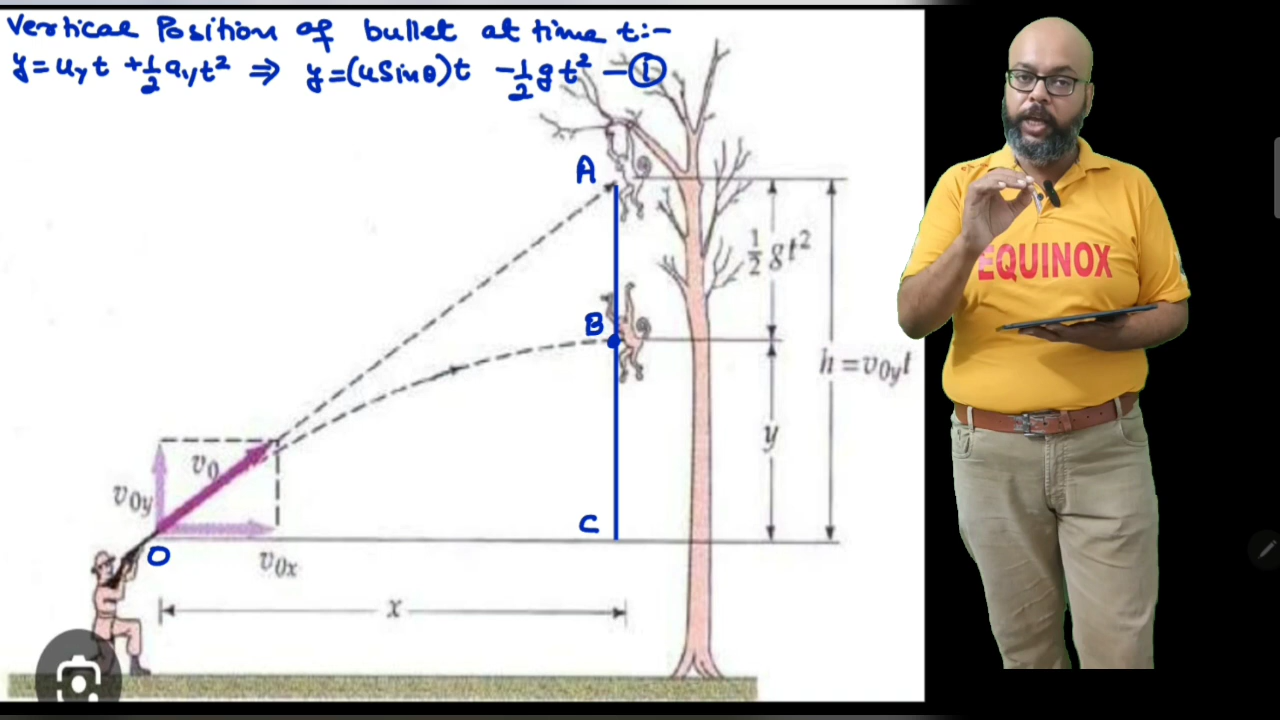 Vertical Position of bullet at time t:-
y=uyt +½ayt² ⇒ y=(uSinθ)t -½gt² -①
A
½gt²
EQUINOX
B
h=v0yt
y
v0
v0y
C
O
v0x
x